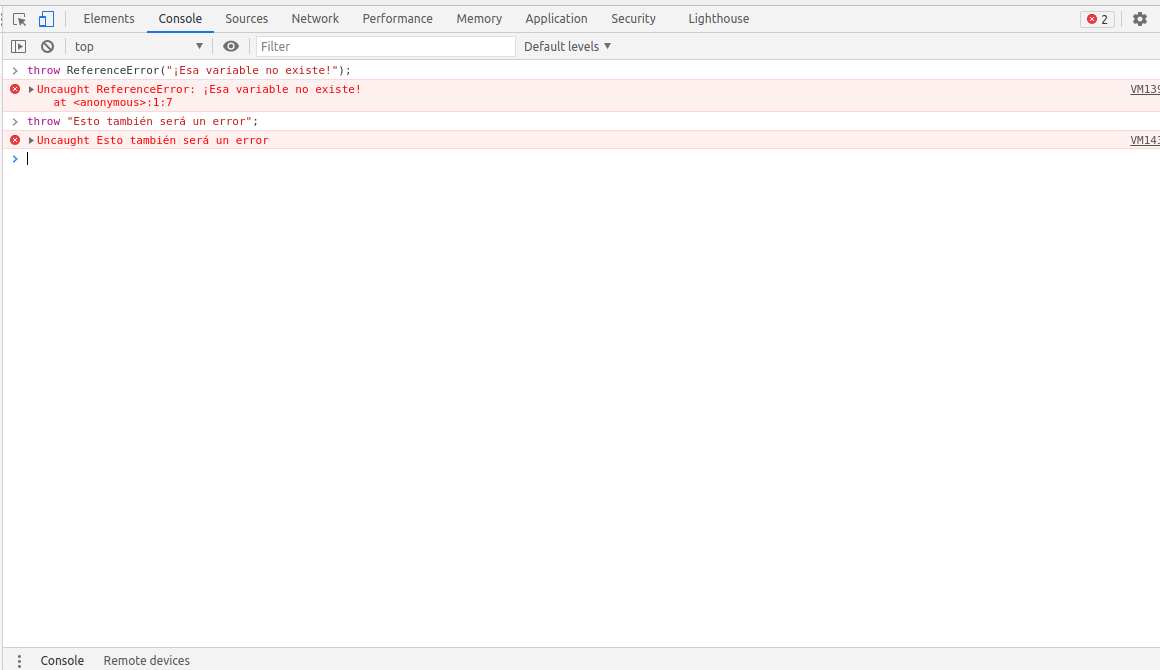 Elements Console Sources Network Performance Memory Application Security Lighthouse 2
top Filter Default levels
throw ReferenceError("¡Esa variable no existe!");
Uncaught ReferenceError: ¡Esa variable no existe! VM139
at <anonymous>:1:7
throw "Esto también será un error";
Uncaught Esto también será un error VM143
Console Remote devices